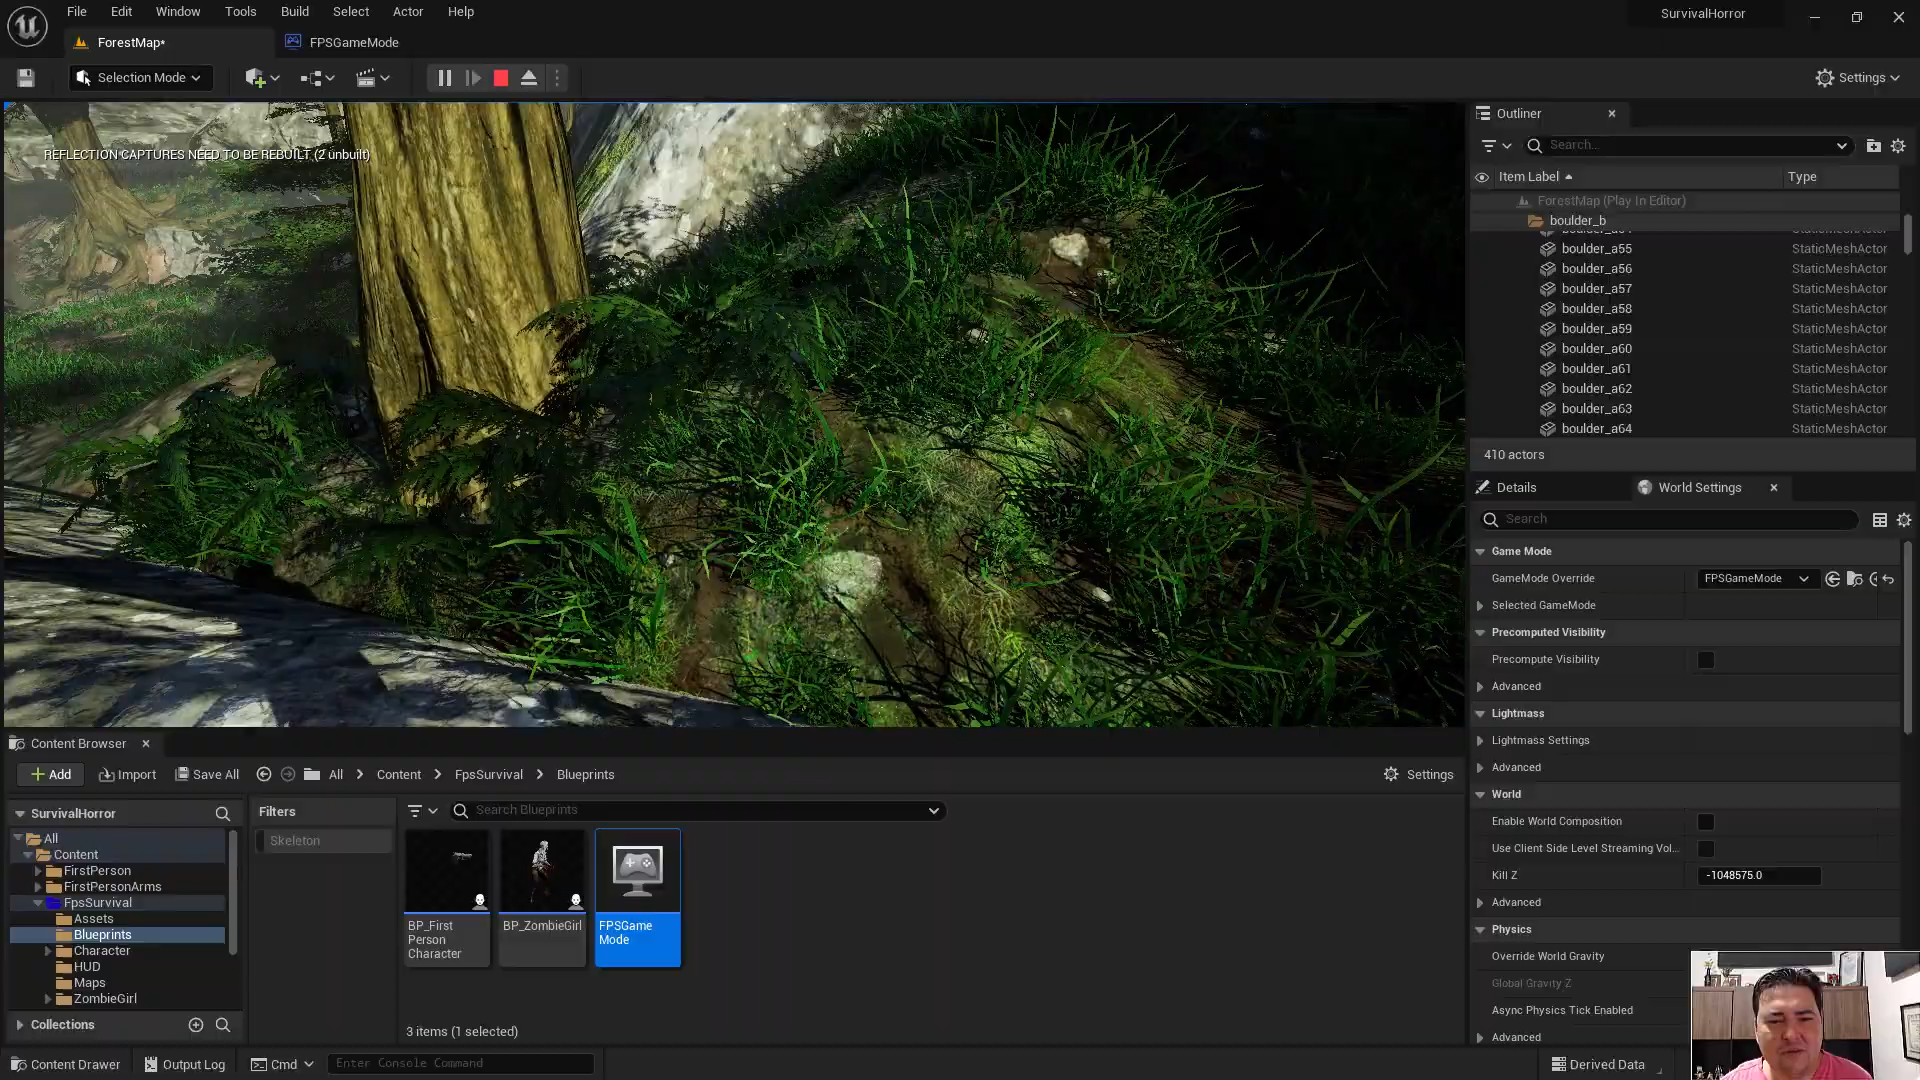 File Edit Window Tools Build Select Actor Help
SurvivalHorror
ForestMap*
FPSGameMode
Selection Mode
Settings
REFLECTION CAPTURES NEED TO BE REBUILT (2 unbuilt)
Outliner
Search...
Item Label
Type
ForestMap (Play In Editor)
boulder_b
boulder_a55 StaticMeshActor
boulder_a56 StaticMeshActor
boulder_a57 StaticMeshActor
boulder_a58 StaticMeshActor
boulder_a59 StaticMeshActor
boulder_a60 StaticMeshActor
boulder_a61 StaticMeshActor
boulder_a62 StaticMeshActor
boulder_a63 StaticMeshActor
boulder_a64 StaticMeshActor
410 actors
Details
World Settings
Search
Game Mode
GameMode Override FPSGameMode
Selected GameMode
Precomputed Visibility
Precompute Visibility
Advanced
Lightmass
Lightmass Settings
Advanced
World
Enable World Composition
Use Client Side Level Streaming Vol...
Kill Z -1048575.0
Advanced
Physics
Override World Gravity
Global Gravity Z
Async Physics Tick Enabled
Advanced
Content Browser
Add Import Save All All Content FpsSurvival Blueprints Settings
SurvivalHorror
All
Content
FirstPerson
FirstPersonArms
FpsSurvival
Assets
Blueprints
Character
HUD
Maps
ZombieGirl
Collections
Filters
Skeleton
Search Blueprints
BP_First
Person
Character
BP_ZombieGirl
FPSGame
Mode
3 items (1 selected)
Content Drawer Output Log Cmd Enter Console Command
Derived Data